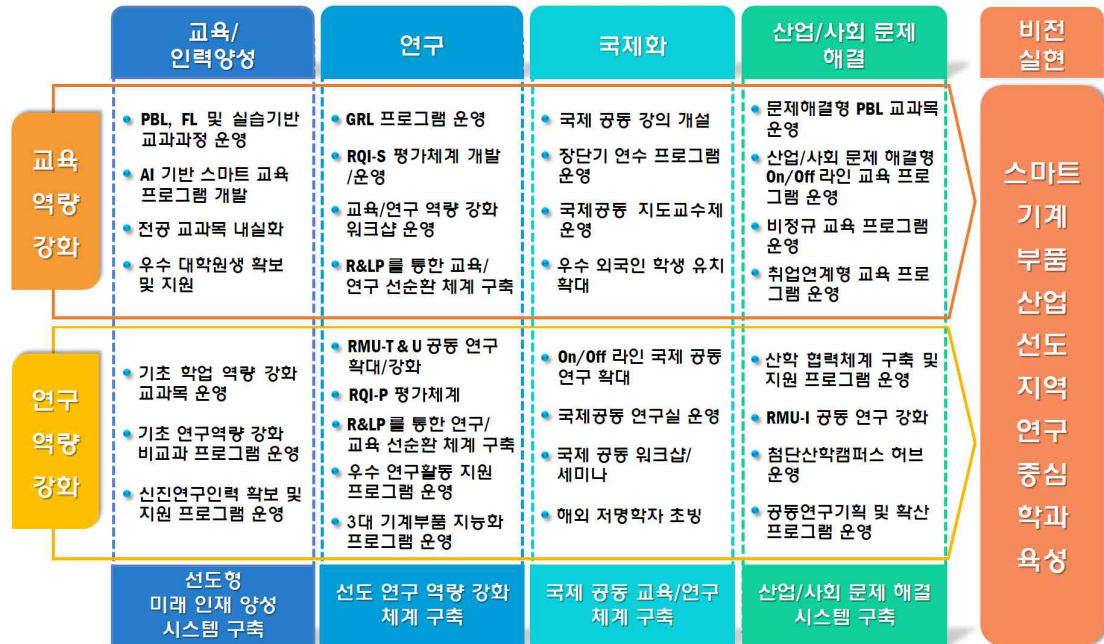 교육/
인력양성
연구
국제화
산업/사회 문제
해결
비전
실현
교육
역량
강화
PBL, FL 및 실습기반
교과과정 운영
AI 기반 스마트 교육
프로그램 개발
전공 교과목 내실화
우수 대학원생 확보
및 지원
GRL 프로그램 운영
RQI-S 평가체계 개발
/운영
교육/연구 역량 강화
워크샵 운영
R&LP 를 통한 교육/
연구 선순환 체계 구축
국제 공동 강의 개설
장단기 연수 프로그램
운영
국제공동 지도교수제
운영
우수 외국인 학생 유치
확대
문제해결형 PBL 교과목
운영
산업/사회 문제 해결형
On/Off 라인 교육 프로
그램 운영
비정규 교육 프로그램
운영
취업연계형 교육 프로
그램 운영
연구
역량
강화
기초 학업 역량 강화
교과목 운영
기초 연구역량 강화
비교과 프로그램 운영
신진연구인력 확보 및
지원 프로그램 운영
RMU-T & U 공동 연구
확대/강화
RQI-P 평가체계
R&LP를 통한 연구/
교육 선순환 체계 구축
우수 연구활동 지원
프로그램 운영
3대 기계부품 지능화
프로그램 운영
On/Off 라인 국제 공동
연구 확대
국제공동 연구실 운영
국제 공동 워크샵/
세미나
해외 저명학자 초빙
산학 협력체계 구축 및
지원 프로그램 운영
RMU-I 공동 연구 강화
첨단산학캠퍼스 허브
운영
공동연구기획 및 확산
프로그램 운영
스마트
기계
부품
산업
선도
지역
연구
중심
학과
육성
선도형
미래 인재 양성
시스템 구축
선도 연구 역량 강화
체계 구축
국제 공동 교육/연구
체계 구축
산업/사회 문제 해결
시스템 구축